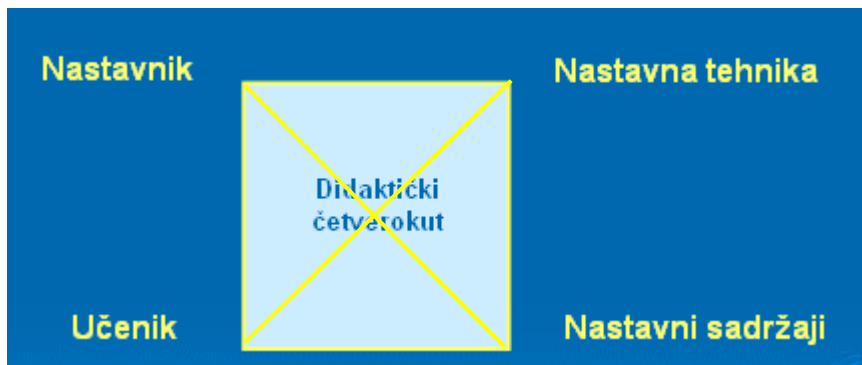 Nastavnik
Nastavna tehnika
Didaktički
četverokut
Učenik
Nastavni sadržaji